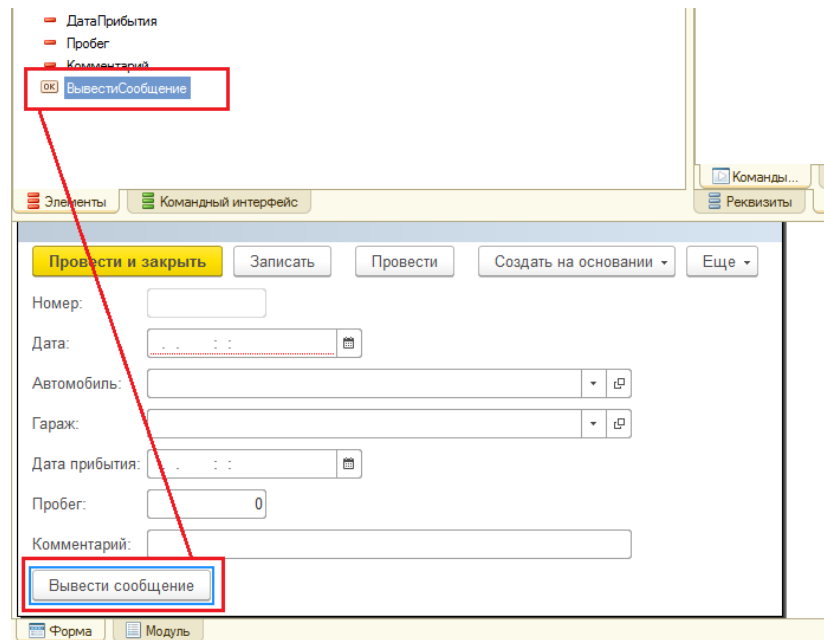 ДатаПрибытия
Пробег
Комментарий
OK ВывестиСообщение
Команды...
Элементы Командный интерфейс Реквизиты
Провести и закрыть Записать Провести Создать на основании Еще
Номер:
Дата: . . : :
Автомобиль:
Гараж:
Дата прибытия: . . : :
Пробег: 0
Комментарий:
Вывести сообщение
Форма Модуль